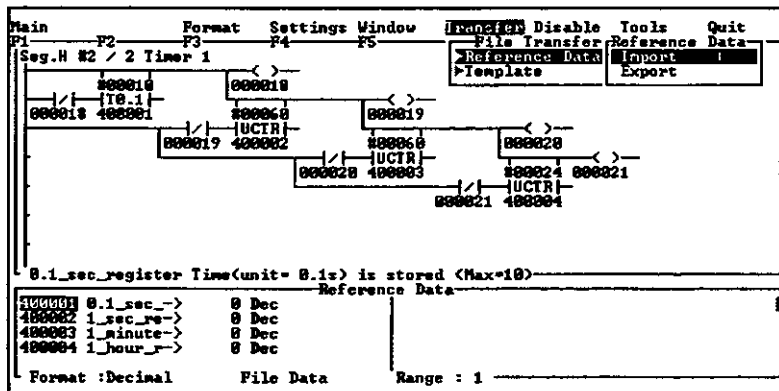 Main Format Settings Window Transfer Disable Tools Quit
F1 F2 F3 F4 F5 File Transfer Reference Data
Seg.H #2 / 2 Timer 1 Reference Data Import
Template Export
#00010 000018
T0.1
000018 400001 #00060 000019
UCTR
000019 400002 #00060 000020
UCTR
000020 400003 #00024 000021
UCTR
000021 400004
0.1_sec_register Time(unit= 0.1s) is stored (Max=10)
Reference Data
400001 0.1_sec_-> 0 Dec
400002 1_sec_re-> 0 Dec
400003 1_minute-> 0 Dec
400004 1_hour_r-> 0 Dec
Format :Decimal File Data Range : 1